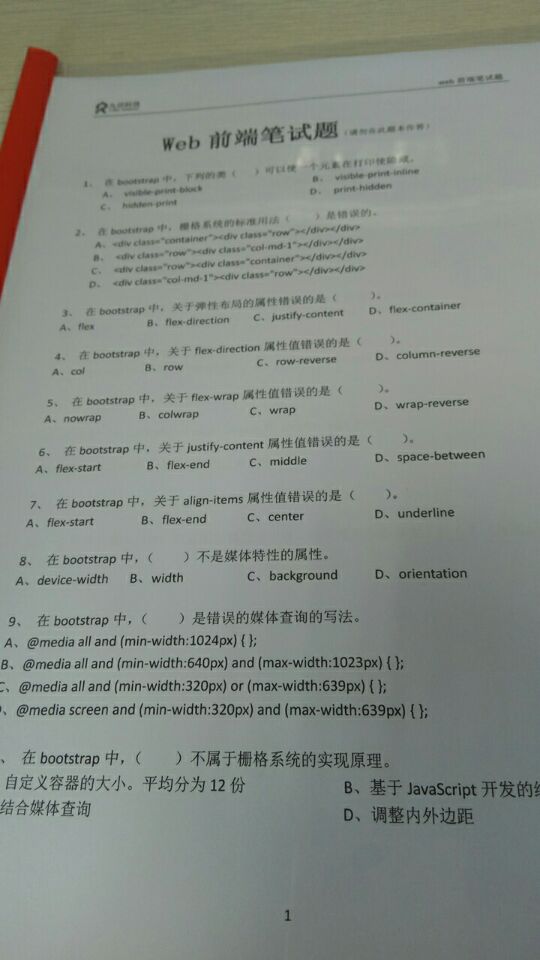 web 前端笔试题
Web 前端笔试题（请勿在此题本作答）
1、 在 bootstrap 中，下列的类（ ）可以使一个元素在打印使隐藏。
A、 visible-print-block B、 visible-print-inline
C、 hidden-print D、 print-hidden
2、 在 bootstrap 中，栅格系统的标准用法（ ）是错误的。
A、 <div class="container"><div class="row"></div></div>
B、 <div class="row"><div class="col-md-1"></div></div>
C、 <div class="row"><div class="container"></div></div>
D、 <div class="col-md-1"><div class="row"></div></div>
3、 在 bootstrap 中，关于弹性布局的属性错误的是（ ）。
A、flex B、flex-direction C、justify-content D、flex-container
4、 在 bootstrap 中，关于 flex-direction 属性值错误的是（ ）。
A、col B、row C、row-reverse D、column-reverse
5、 在 bootstrap 中，关于 flex-wrap 属性值错误的是（ ）。
A、nowrap B、colwrap C、wrap D、wrap-reverse
6、 在 bootstrap 中，关于 justify-content 属性值错误的是（ ）。
A、flex-start B、flex-end C、middle D、space-between
7、 在 bootstrap 中，关于 align-items 属性值错误的是（ ）。
A、flex-start B、flex-end C、center D、underline
8、 在 bootstrap 中，（ ）不是媒体特性的属性。
A、device-width B、width C、background D、orientation
9、 在 bootstrap 中，（ ）是错误的媒体查询的写法。
A、@media all and (min-width:1024px) { };
B、@media all and (min-width:640px) and (max-width:1023px) { };
C、@media all and (min-width:320px) or (max-width:639px) { };
、@media screen and (min-width:320px) and (max-width:639px) { };
、 在 bootstrap 中，（ ）不属于栅格系统的实现原理。
自定义容器的大小。平均分为 12 份 B、基于 JavaScript 开发的
结合媒体查询 D、调整内外边距
1